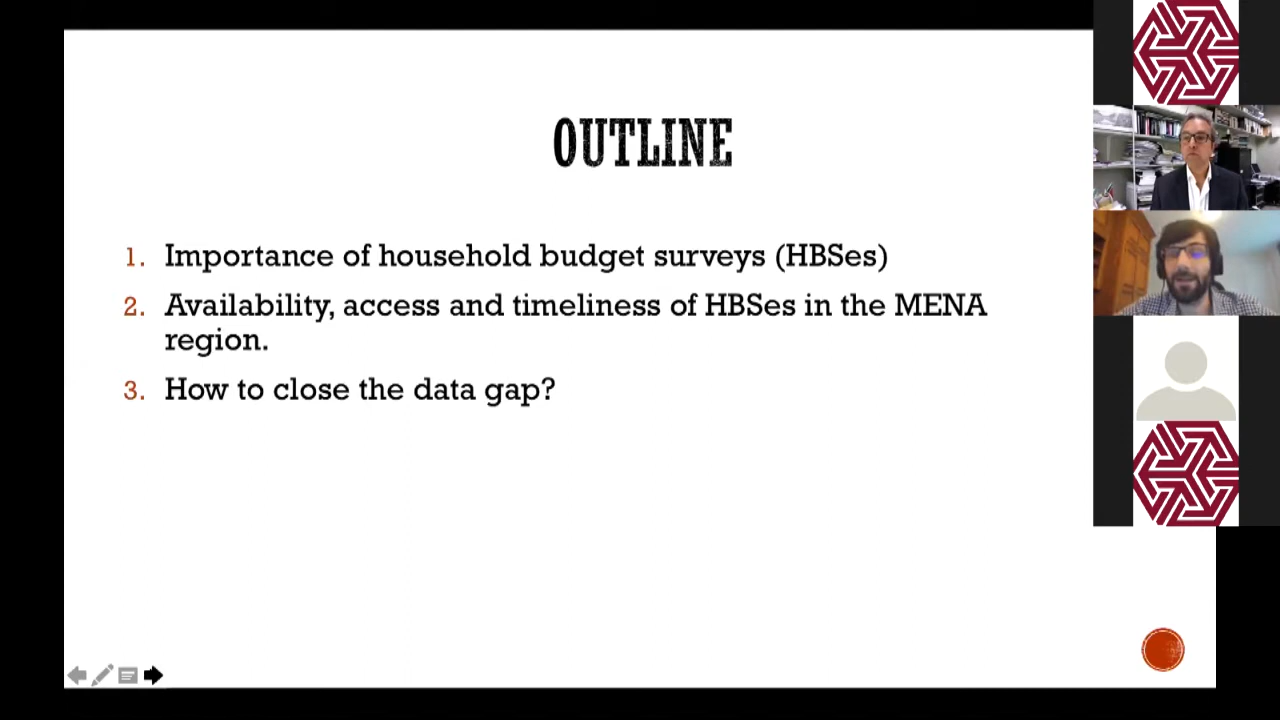 OUTLINE
1. Importance of household budget surveys (HBSes)
2. Availability, access and timeliness of HBSes in the MENA
region.
3. How to close the data gap?